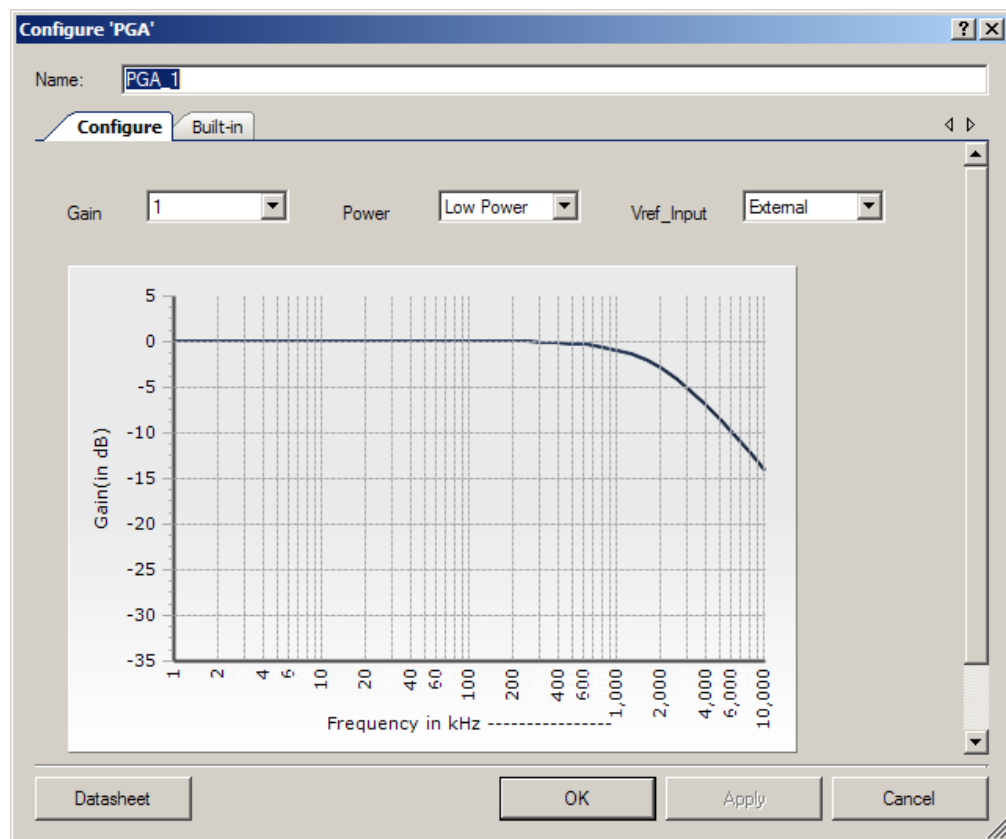 Configure 'PGA'
?
Name: PGA_1
Configure Built-in
Gain 1 Power Low Power Vref_Input External
5
0
-5
-10
-15
-20
-25
-30
-35
Gain(in dB)
1 2 4 6 10 20 40 60 100 200 400 600 1,000 2,000 4,000 6,000 10,000
Frequency in kHz -----------------
Datasheet OK Apply Cancel